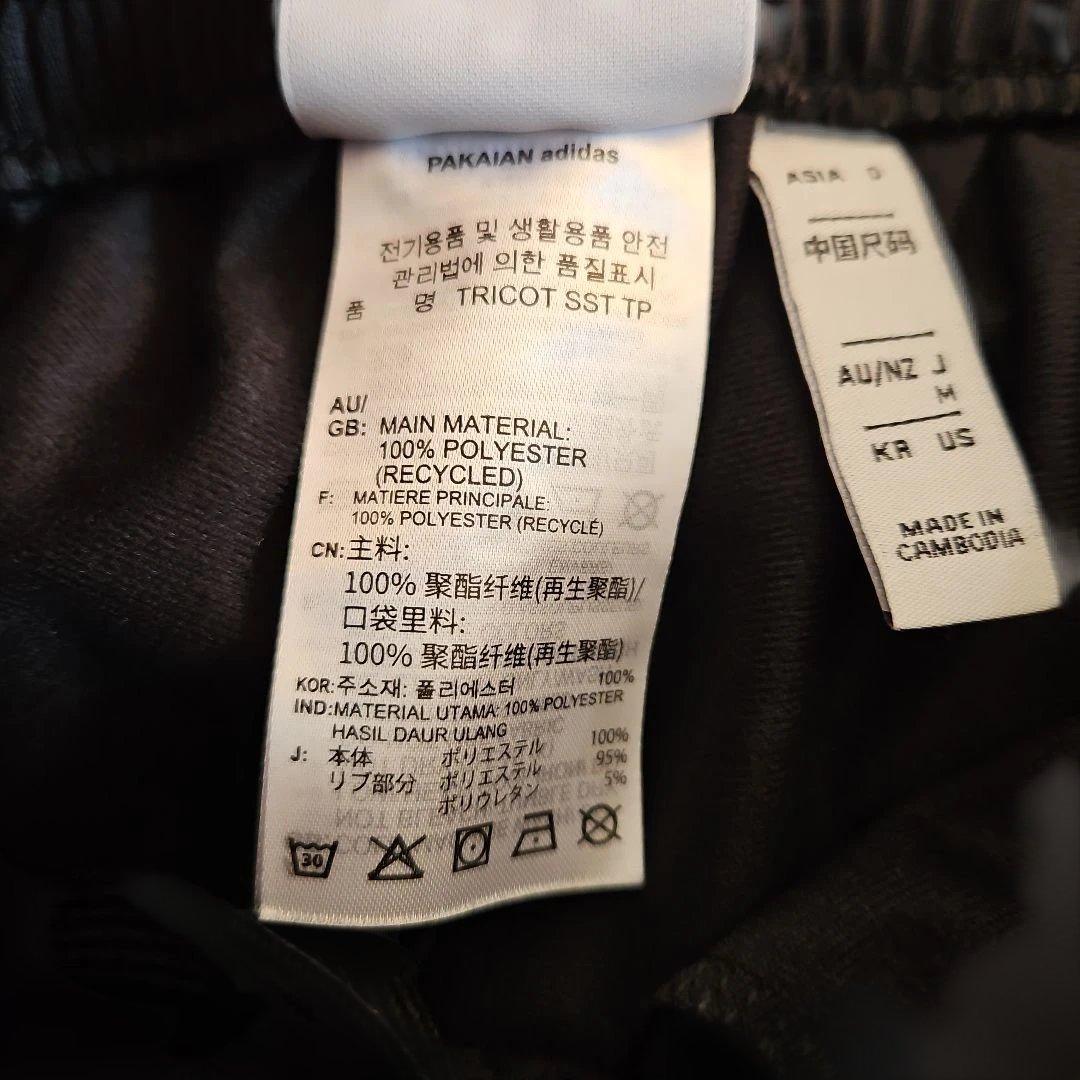 PAKAIAN adidas
전기용품 및 생활용품 안전
관리법에 의한 품질표시
품 명 TRICOT SST TP
AU/
GB: MAIN MATERIAL:
100% POLYESTER
(RECYCLED)
F: MATIERE PRINCIPALE:
100% POLYESTER (RECYCLÉ)
CN: 主料:
100% 聚酯纤维(再生聚酯)/
口袋里料:
100% 聚酯纤维(再生聚酯)
KOR: 주소재: 폴리에스터 100%
IND: MATERIAL UTAMA: 100% POLYESTER
HASIL DAUR ULANG
J: 本体 ポリエステル 100%
リブ部分 ポリエステル 95%
ポリウレタン 5%
30
ASIA
中国尺码
AU/NZ J
M
KR US
MADE IN
CAMBODIA